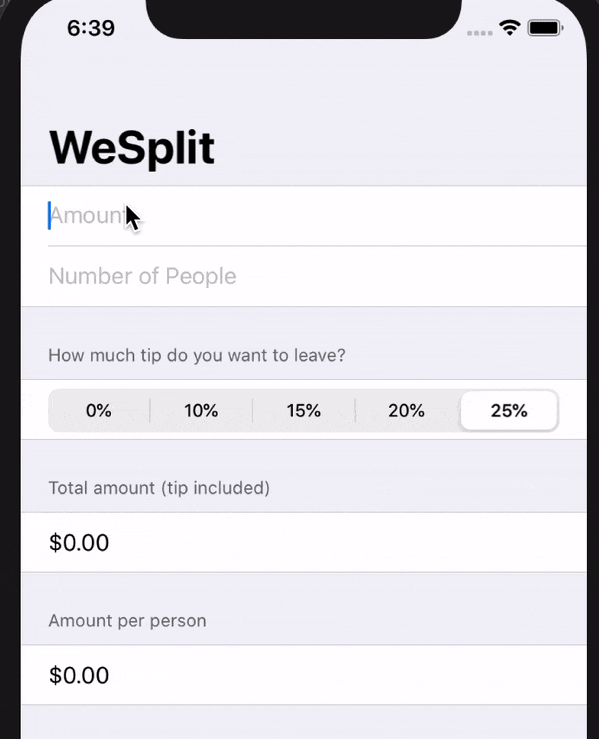 6:39
WeSplit
Amount
Number of People
How much tip do you want to leave?
0% 10% 15% 20% 25%
Total amount (tip included)
$0.00
Amount per person
$0.00